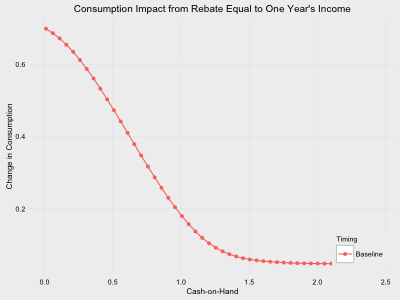 Consumption Impact from Rebate Equal to One Year's Income
Change in Consumption
0.6
0.4
0.2
Timing
Baseline
0.0 0.5 1.0 1.5 2.0 2.5
Cash-on-Hand